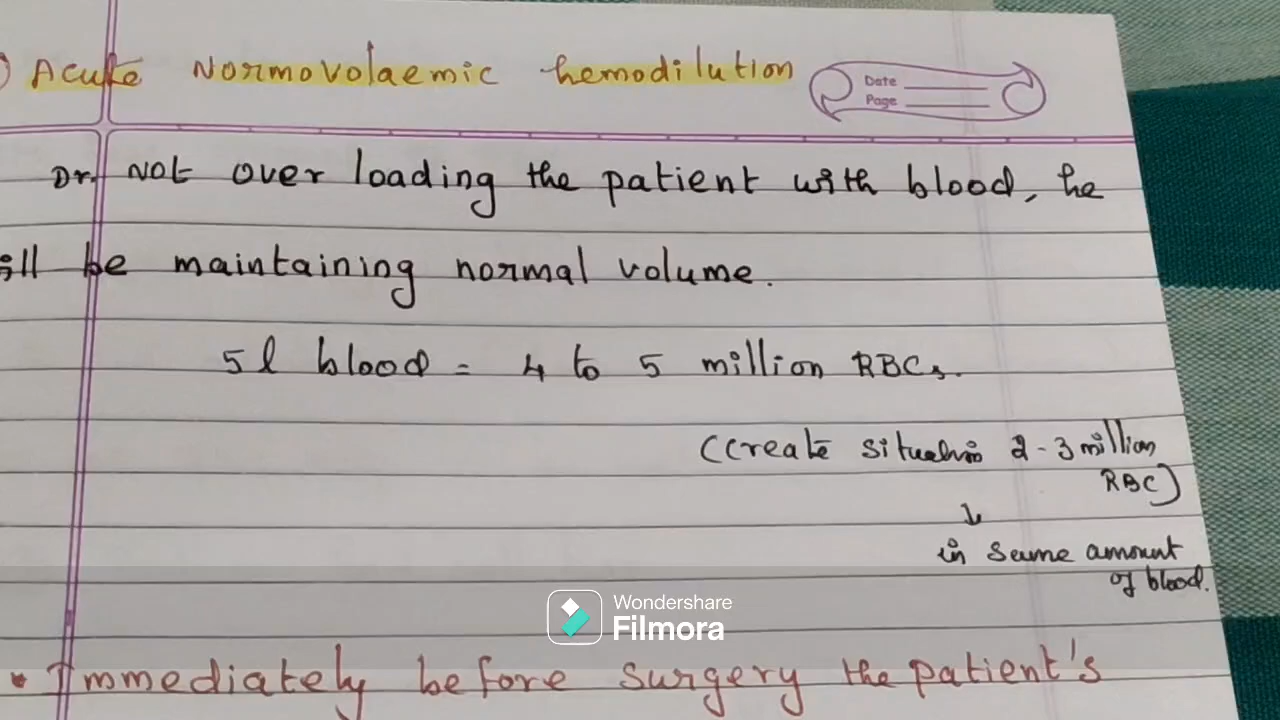 Acute Normovolaemic hemodilution
Date
Page
Dr. Not over loading the patient with blood, he
ill be maintaining normal volume.
5 l blood = 4 to 5 million RBCs.
(Create situation 2-3 million
RBC)
↓
in same amount
of blood.
Wondershare
Filmora
• Immediately before surgery the patient's